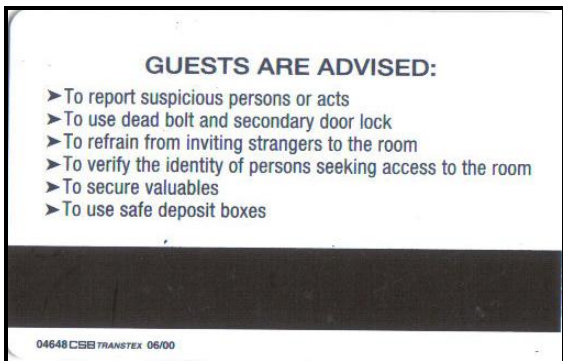 GUESTS ARE ADVISED:
➤To report suspicious persons or acts
➤To use dead bolt and secondary door lock
➤To refrain from inviting strangers to the room
➤To verify the identity of persons seeking access to the room
➤To secure valuables
➤To use safe deposit boxes
04648 CSB TRANSTEX 06/00